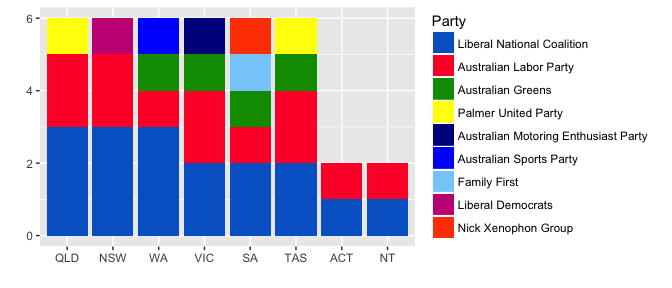 6
4
2
0
QLD NSW WA VIC SA TAS ACT NT
Party
Liberal National Coalition
Australian Labor Party
Australian Greens
Palmer United Party
Australian Motoring Enthusiast Party
Australian Sports Party
Family First
Liberal Democrats
Nick Xenophon Group